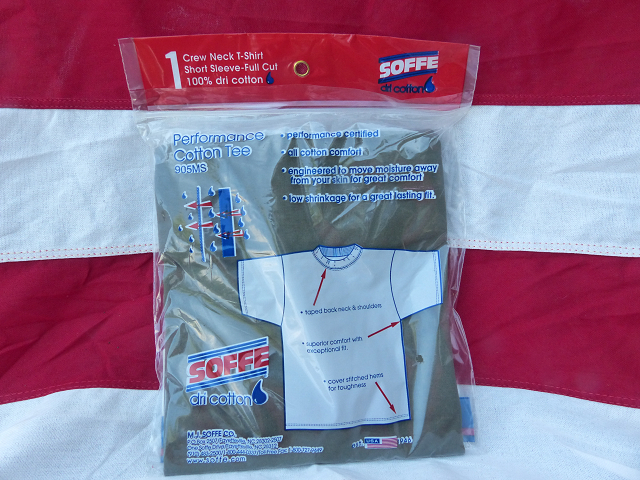 1 Crew Neck T-Shirt
Short Sleeve-Full Cut
100% dri cotton
SOFFE
dri cotton
Performance
Cotton Tee
905MS
• performance certified
• all cotton comfort
• engineered to move moisture away
from your skin for great comfort
• low shrinkage for a great lasting fit.
• taped back neck & shoulders
• superior comfort with
exceptional fit.
• cover stitched hems
for toughness
SOFFE
dri cotton
M.J. SOFFE CO.
www.soffe.com
USA